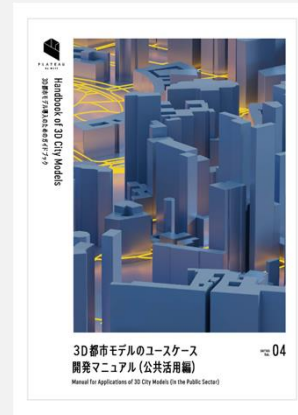 PLATEAU
by MLIT
Handbook of 3D City Models
3D都市モデル導入のためのガイドブック
3D都市モデルのユースケース
開発マニュアル（公共活用編）
04
Manual for Applications of 3D City Models (In the Public Sector)